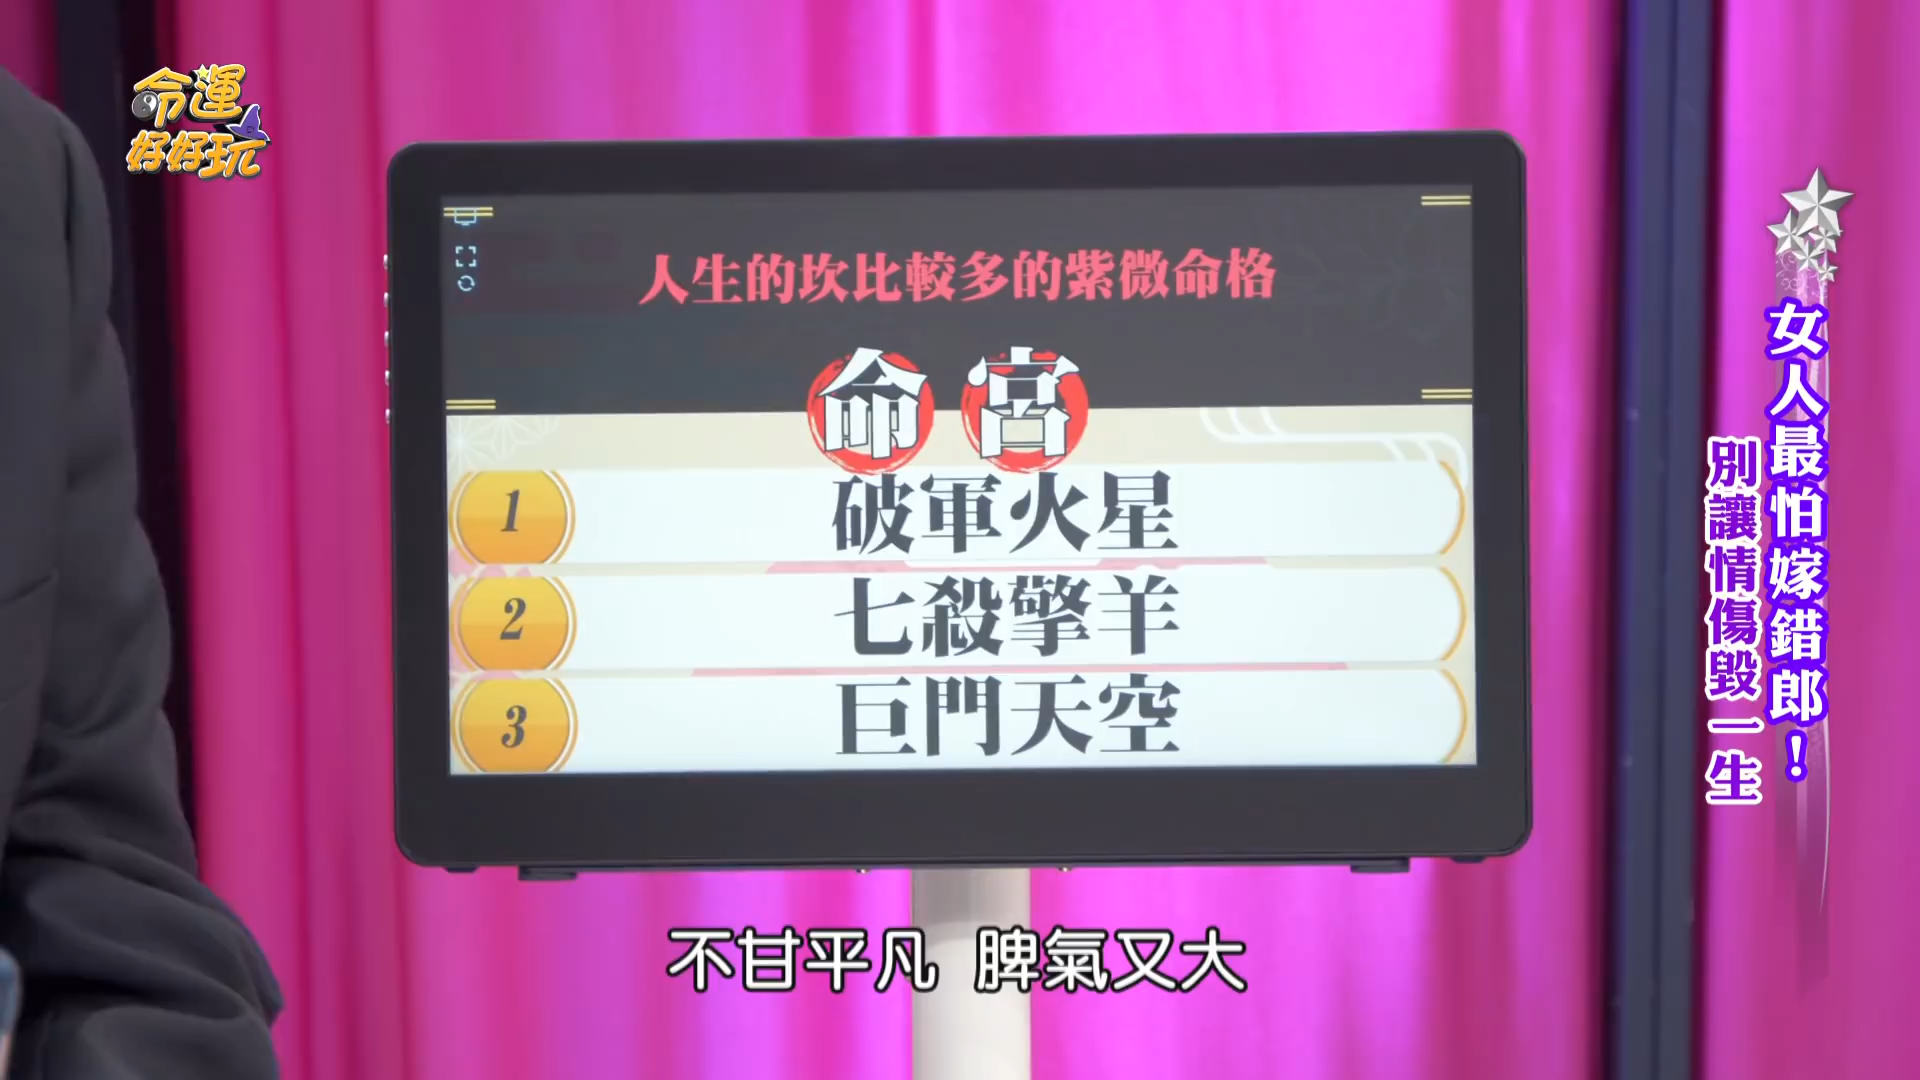 命運
好好玩
人生的坎比較多的紫微命格
命宮
1 破軍火星
2 七殺擎羊
3 巨門天空
女人最怕嫁錯郎！
別讓情傷毀一生
不甘平凡 脾氣又大